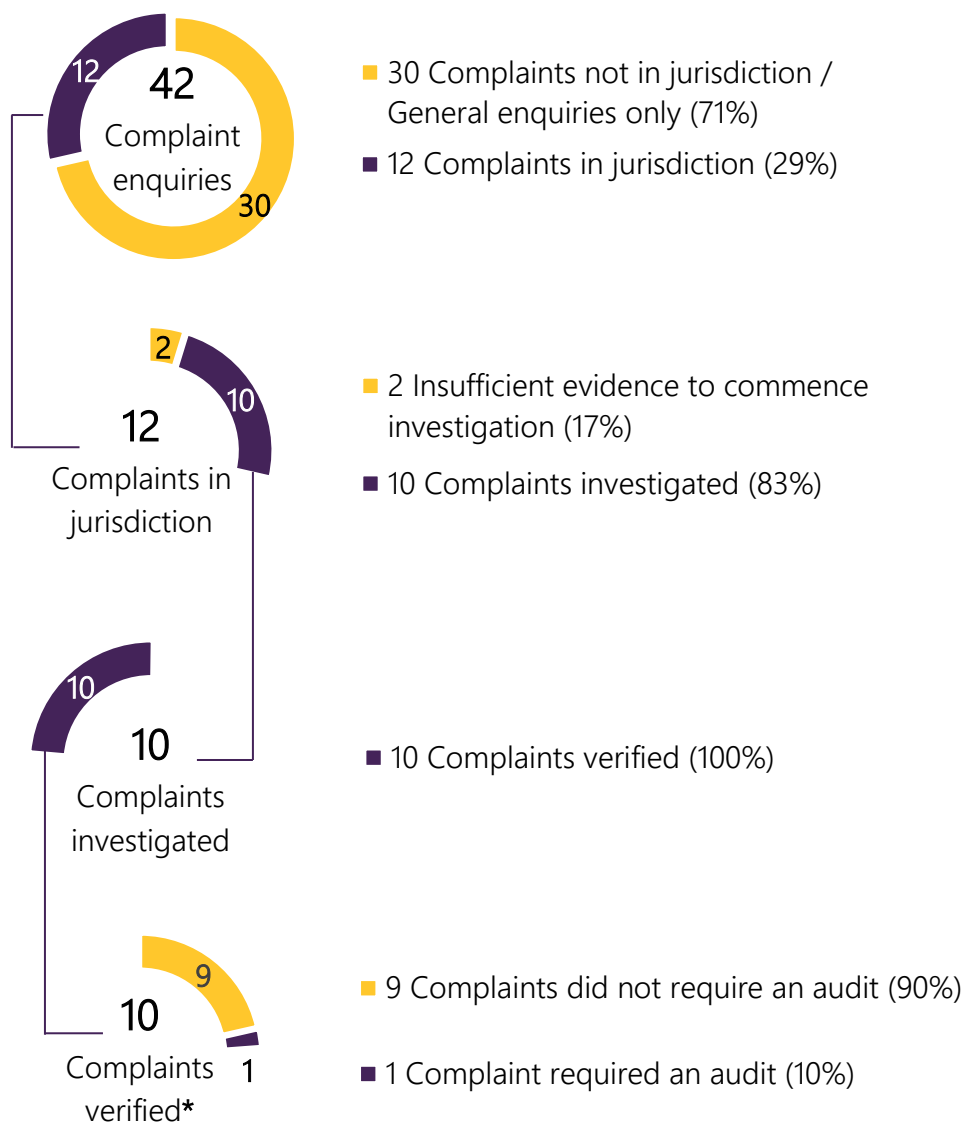 12
42
Complaint
enquiries
30
30 Complaints not in jurisdiction /
General enquiries only (71%)
12 Complaints in jurisdiction (29%)
2
10
12
Complaints in
jurisdiction
2 Insufficient evidence to commence
investigation (17%)
10 Complaints investigated (83%)
10
10
Complaints
investigated
10 Complaints verified (100%)
9
10
1
Complaints
verified*
9 Complaints did not require an audit (90%)
1 Complaint required an audit (10%)